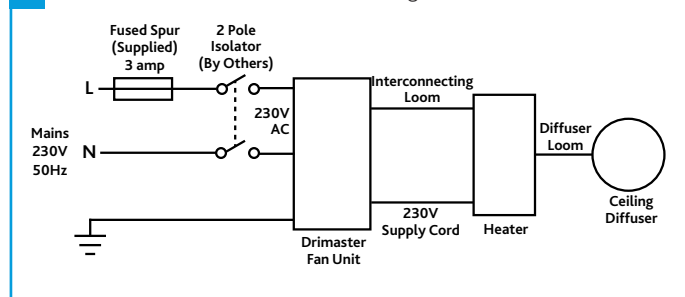 Fused Spur
(Supplied)
3 amp
2 Pole
Isolator
(By Others)
L
230V
AC
Interconnecting
Loom
Mains
230V
50Hz
N
Diffuser
Loom
230V
Supply Cord
Heater
Ceiling
Diffuser
Drimaster
Fan Unit